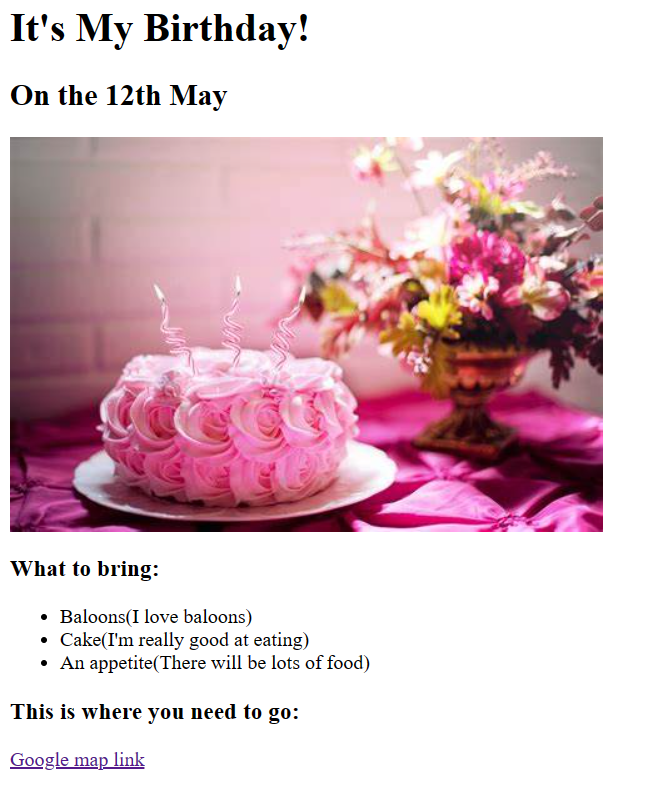 It's My Birthday!
On the 12th May
What to bring:
Baloons(I love baloons)
Cake(I'm really good at eating)
An appetite(There will be lots of food)
This is where you need to go:
Google map link